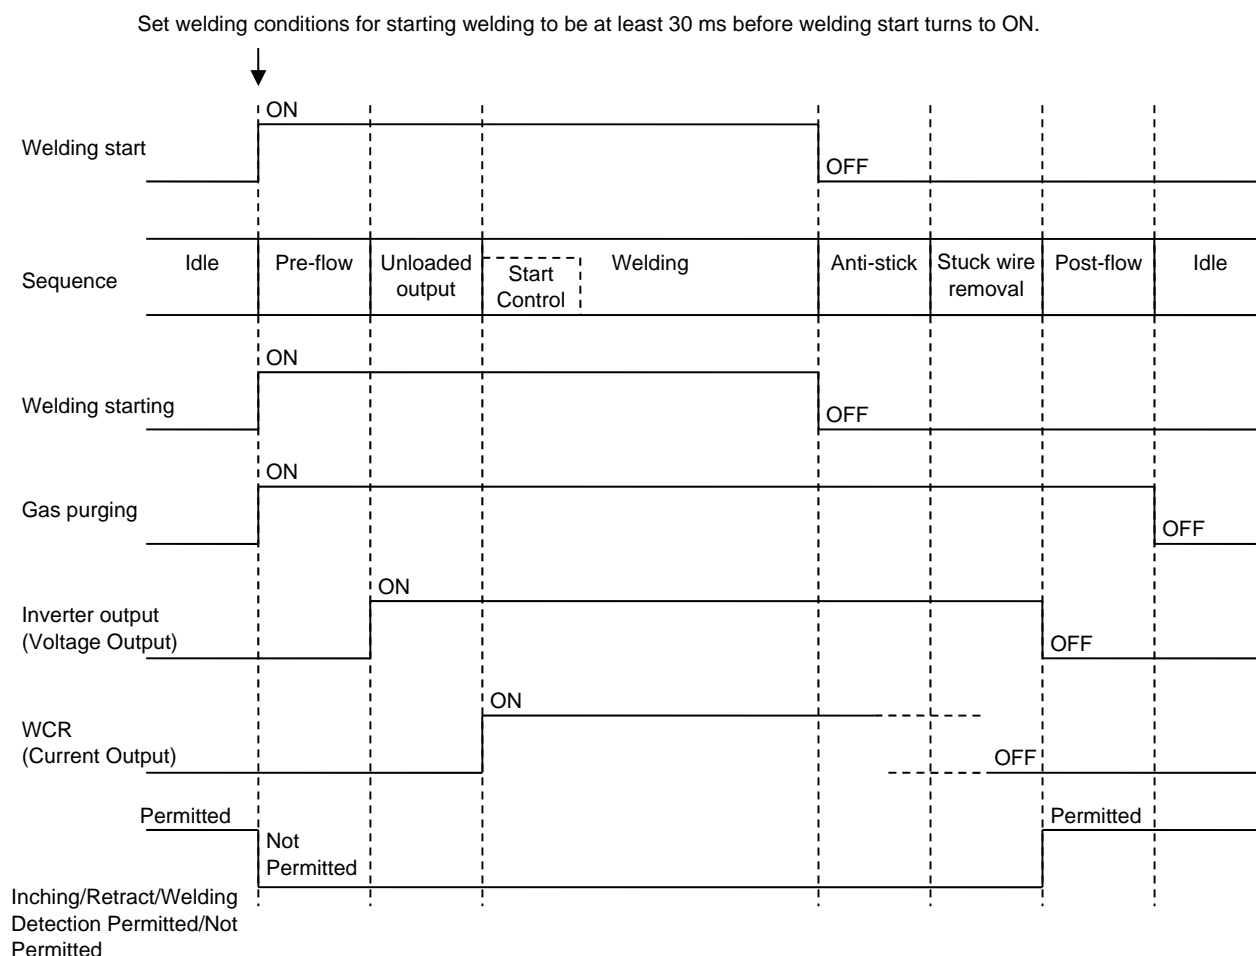 Set welding conditions for starting welding to be at least 30 ms before welding start turns to ON.
ON
Welding start
OFF
Sequence
Idle
Pre-flow
Unloaded
output
Start
Control
Welding
Anti-stick
Stuck wire
removal
Post-flow
Idle
ON
Welding starting
OFF
ON
Gas purging
OFF
ON
Inverter output
(Voltage Output)
OFF
ON
WCR
(Current Output)
OFF
Permitted
Not
Permitted
Permitted
Inching/Retract/Welding
Detection Permitted/Not
Permitted